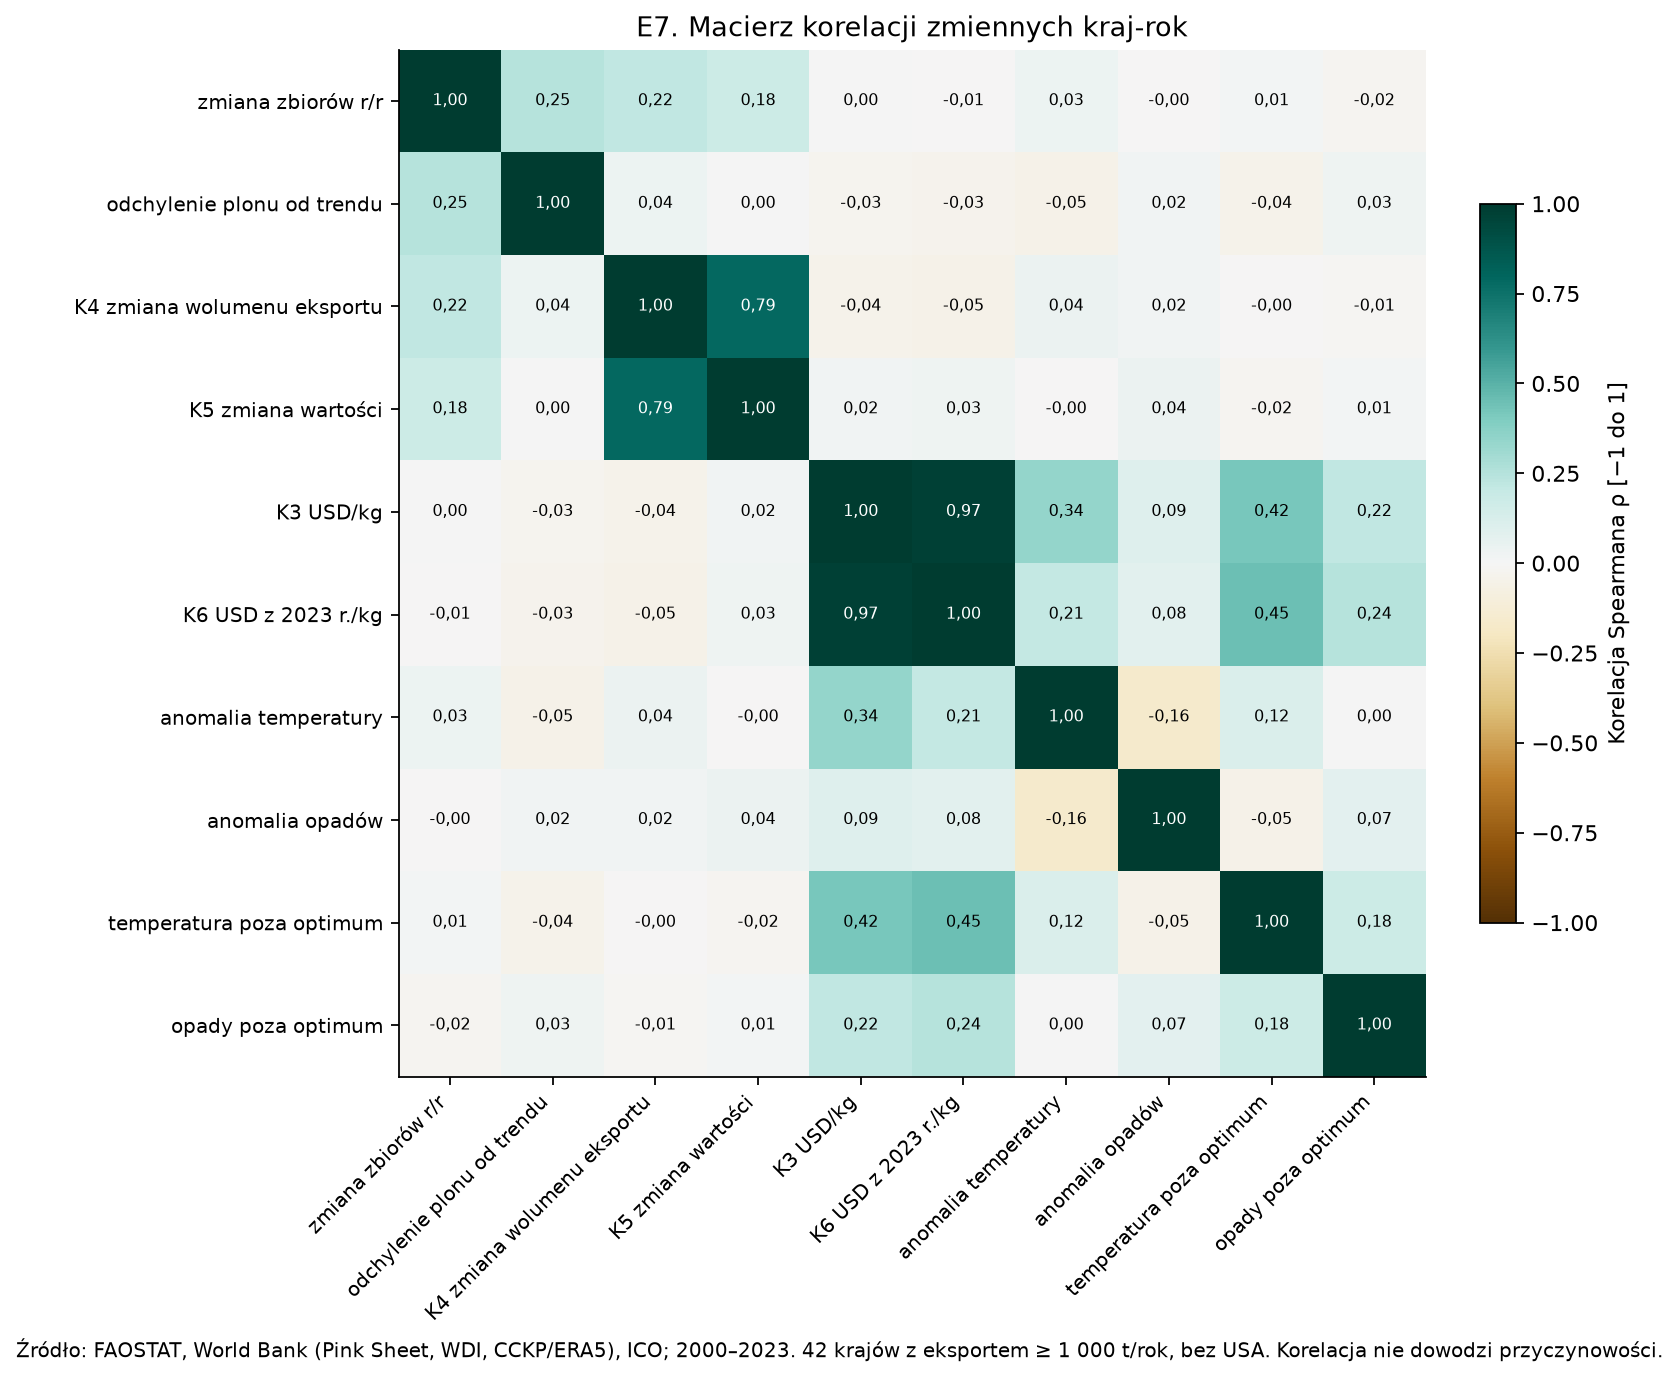 E7. Macierz korelacji zmiennych kraj-rok
zmiana zbiorów r/r 1,00 0,25 0,22 0,18 0,00 -0,01 0,03 -0,00 0,01 -0,02
odchylenie plonu od trendu 0,25 1,00 0,04 0,00 -0,03 -0,03 -0,05 0,02 -0,04 0,03
K4 zmiana wolumenu eksportu 0,22 0,04 1,00 0,79 -0,04 -0,05 0,04 0,02 -0,00 -0,01
K5 zmiana wartości 0,18 0,00 0,79 1,00 0,02 0,03 -0,00 0,04 -0,02 0,01
K3 USD/kg 0,00 -0,03 -0,04 0,02 1,00 0,97 0,34 0,09 0,42 0,22
K6 USD z 2023 r./kg -0,01 -0,03 -0,05 0,03 0,97 1,00 0,21 0,08 0,45 0,24
anomalia temperatury 0,03 -0,05 0,04 -0,00 0,34 0,21 1,00 -0,16 0,12 0,00
anomalia opadów -0,00 0,02 0,02 0,04 0,09 0,08 -0,16 1,00 -0,05 0,07
temperatura poza optimum 0,01 -0,04 -0,00 -0,02 0,42 0,45 0,12 -0,05 1,00 0,18
opady poza optimum -0,02 0,03 -0,01 0,01 0,22 0,24 0,00 0,07 0,18 1,00
zmiana zbiorów r/r
odchylenie plonu od trendu
K4 zmiana wolumenu eksportu
K5 zmiana wartości
K3 USD/kg
K6 USD z 2023 r./kg
anomalia temperatury
anomalia opadów
temperatura poza optimum
opady poza optimum
1.00
0.75
0.50
0.25
0.00
−0.25
−0.50
−0.75
−1.00
Korelacja Spearmana ρ [−1 do 1]
Źródło: FAOSTAT, World Bank (Pink Sheet, WDI, CCKP/ERA5), ICO; 2000–2023. 42 krajów z eksportem ≥ 1 000 t/rok, bez USA. Korelacja nie dowodzi przyczynowości.